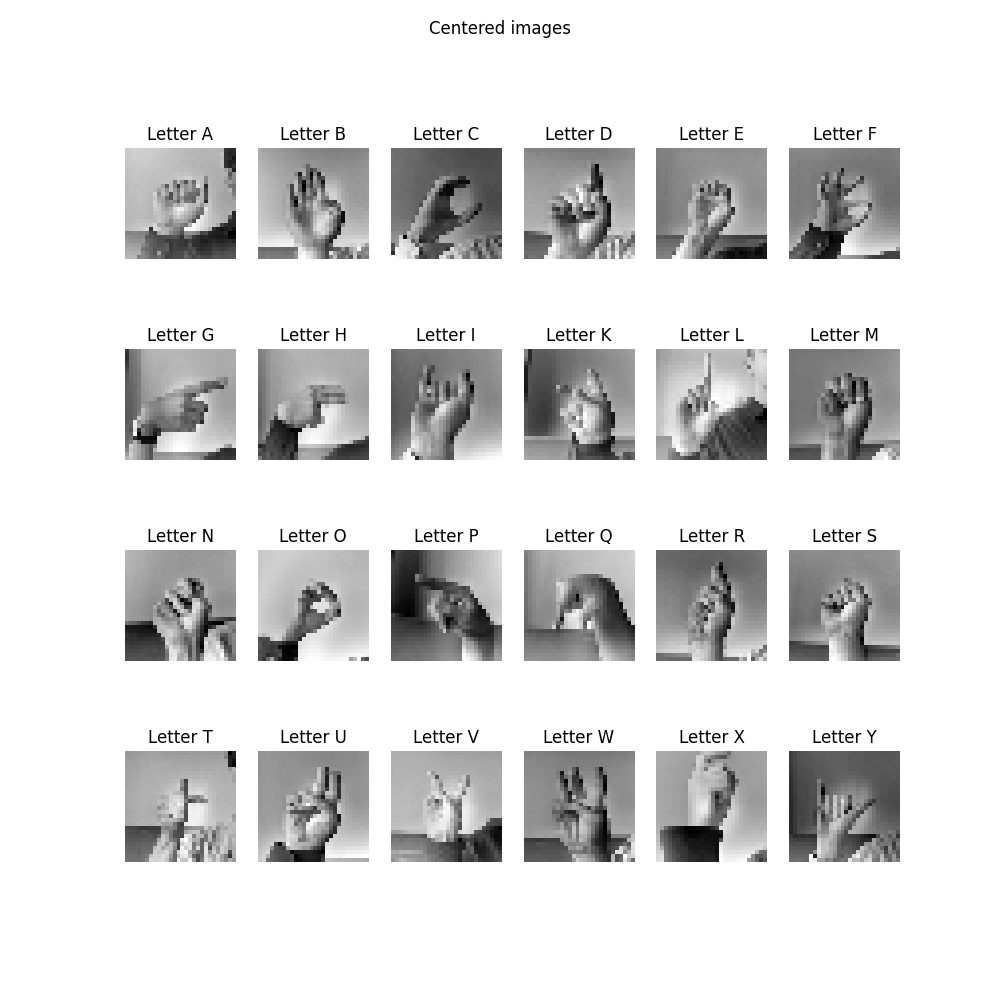 Centered images
Letter A Letter B Letter C Letter D Letter E Letter F
Letter G Letter H Letter I Letter K Letter L Letter M
Letter N Letter O Letter P Letter Q Letter R Letter S
Letter T Letter U Letter V Letter W Letter X Letter Y